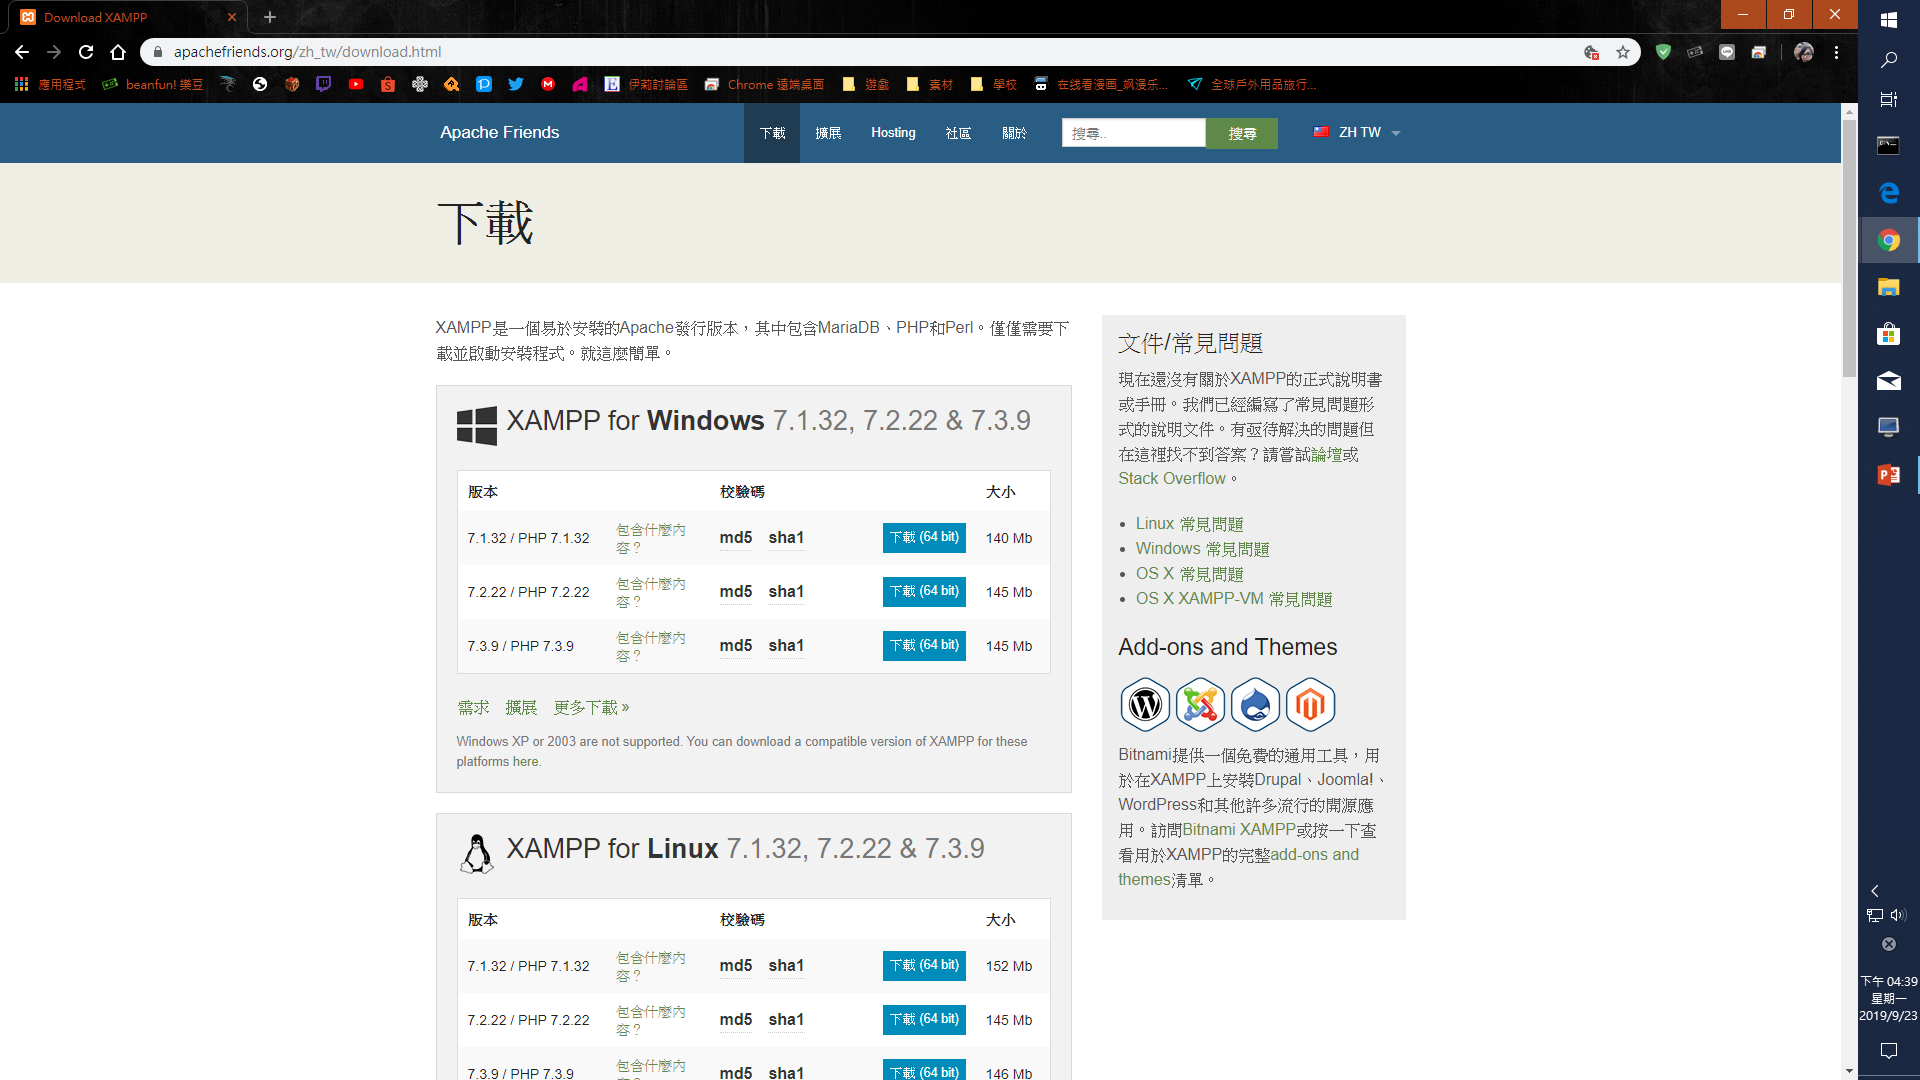 Download XAMPP
apachefriends.org/zh_tw/download.html
應用程式
beanfun! 樂豆
伊莉討論區
Chrome 遠端桌面
遊戲
素材
學校
在线看漫画_飒漫乐...
全球戶外用品旅行...
Apache Friends
下載
擴展
Hosting
社區
關於
搜尋..
搜尋
ZH TW
下載
XAMPP是一個易於安裝的Apache發行版本，其中包含MariaDB、PHP和Perl。僅僅需要下
載並啟動安裝程式。就這麼簡單。
XAMPP for Windows 7.1.32, 7.2.22 & 7.3.9
版本 校驗碼 大小
7.1.32 / PHP 7.1.32 包含什麼內 md5 sha1 下載 (64 bit) 140 Mb
容？
7.2.22 / PHP 7.2.22 包含什麼內 md5 sha1 下載 (64 bit) 145 Mb
容？
7.3.9 / PHP 7.3.9 包含什麼內 md5 sha1 下載 (64 bit) 145 Mb
容？
需求 擴展 更多下載 »
Windows XP or 2003 are not supported. You can download a compatible version of XAMPP for these
platforms here.
XAMPP for Linux 7.1.32, 7.2.22 & 7.3.9
版本 校驗碼 大小
7.1.32 / PHP 7.1.32 包含什麼內 md5 sha1 下載 (64 bit) 152 Mb
容？
7.2.22 / PHP 7.2.22 包含什麼內 md5 sha1 下載 (64 bit) 145 Mb
容？
7.3.9 / PHP 7.3.9 包含什麼內 md5 sha1 下載 (64 bit) 146 Mb
文件/常見問題
現在還沒有關於XAMPP的正式說明書
或手冊。我們已經編寫了常見問題形
式的說明文件。有亟待解決的問題但
在這裡找不到答案？請嘗試論壇或
Stack Overflow。
• Linux 常見問題
• Windows 常見問題
• OS X 常見問題
• OS X XAMPP-VM 常見問題
Add-ons and Themes
Bitnami提供一個免費的通用工具，用
於在XAMPP上安裝Drupal、Joomla!、
WordPress和其他許多流行的開源應
用。訪問Bitnami XAMPP或按一下查
看用於XAMPP的完整add-ons and
themes清單。
下午 04:39
星期一
2019/9/23